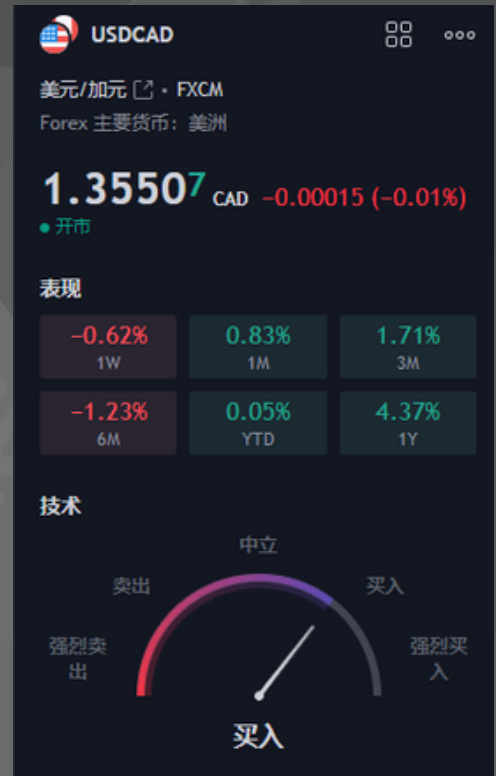 USDCAD
美元/加元 • FXCM
Forex 主要货币：美洲
1.35507 CAD −0.00015 (−0.01%)
开市
表现
−0.62% 0.83% 1.71%
1W 1M 3M
−1.23% 0.05% 4.37%
6M YTD 1Y
技术
中立
卖出 买入
强烈卖出 强烈买入
买入